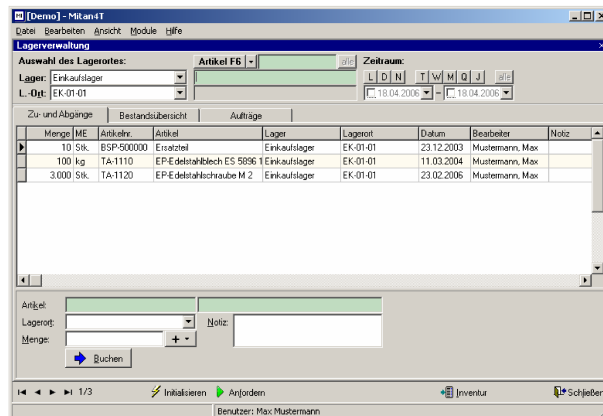 [Demo] - Mitan4T
Datei Bearbeiten Ansicht Module Hilfe
Lagerverwaltung
Auswahl des Lagerortes: Artikel F6 alle Zeitraum:
Lager: Einkaufslager L D N T W M Q J alle
L.-Ort: EK-01-01 18.04.2006 - 18.04.2006
Zu- und Abgänge Bestandsübersicht Aufträge
Menge ME Artikelnr. Artikel Lager Lagerort Datum Bearbeiter Notiz
10 Stk. BSP-500000 Ersatzteil Einkaufslager EK-01-01 23.12.2003 Mustermann, Max
100 kg TA-1110 EP-Edelstahlblech ES 5896 1 Einkaufslager EK-01-01 11.03.2004 Mustermann, Max
3.000 Stk. TA-1120 EP-Edelstahlschraube M 2 Einkaufslager EK-01-01 23.02.2006 Mustermann, Max
Artikel:
Lagerort: Notiz:
Menge: +
Buchen
1/3 Initialisieren Anfordern Inventur Schließen
Benutzer: Max Mustermann